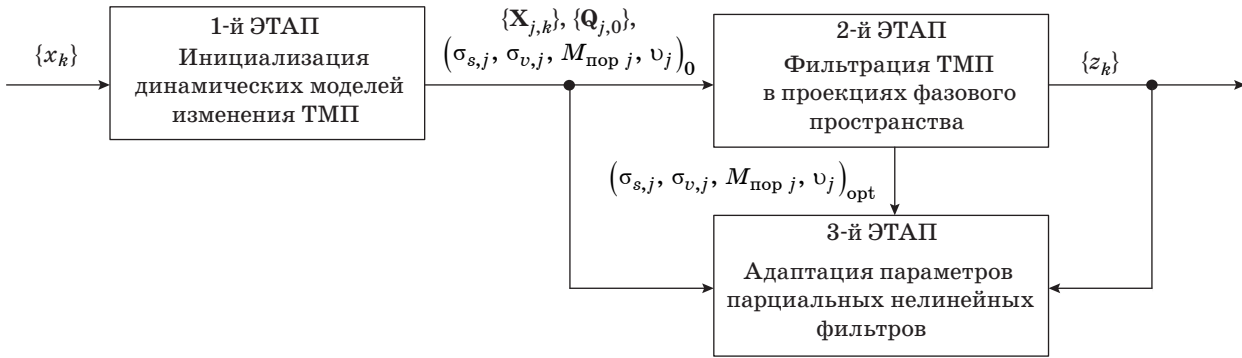 {x_k}
1-й ЭТАП
Инициализация
динамических моделей
изменения ТМП
{X_{j,k}}, {Q_{j,0}},
(σ_{s,j}, σ_{v,j}, M_{пор j}, υ_j)_0
2-й ЭТАП
Фильтрация ТМП
в проекциях фазового
пространства
{z_k}
(σ_{s,j}, σ_{v,j}, M_{пор j}, υ_j)_{opt}
3-й ЭТАП
Адаптация параметров
парциальных нелинейных
фильтров